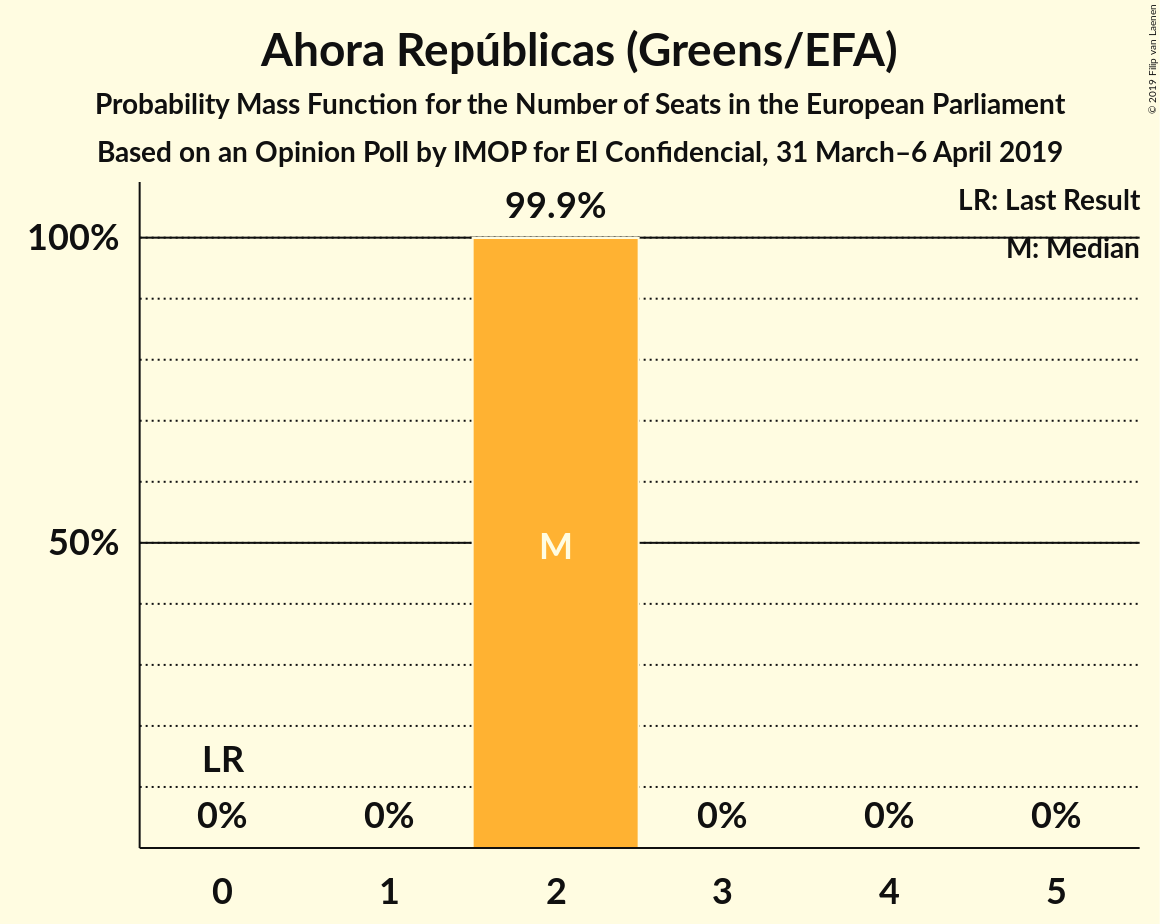 Ahora Repúblicas (Greens/EFA)
Probability Mass Function for the Number of Seats in the European Parliament
Based on an Opinion Poll by IMOP for El Confidencial, 31 March–6 April 2019
© 2019 Filip van Laenen
LR: Last Result
M: Median
99.9%
100%
50%
M
LR
0% 0% 0% 0% 0%
0 1 2 3 4 5